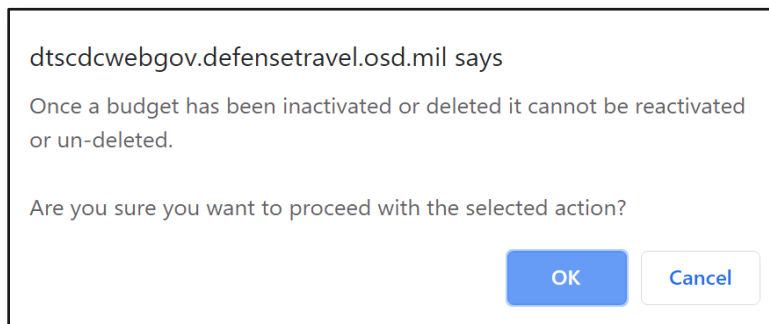 dtscdcwebgov.defensetravel.osd.mil says
Once a budget has been inactivated or deleted it cannot be reactivated
or un-deleted.
Are you sure you want to proceed with the selected action?
OK Cancel